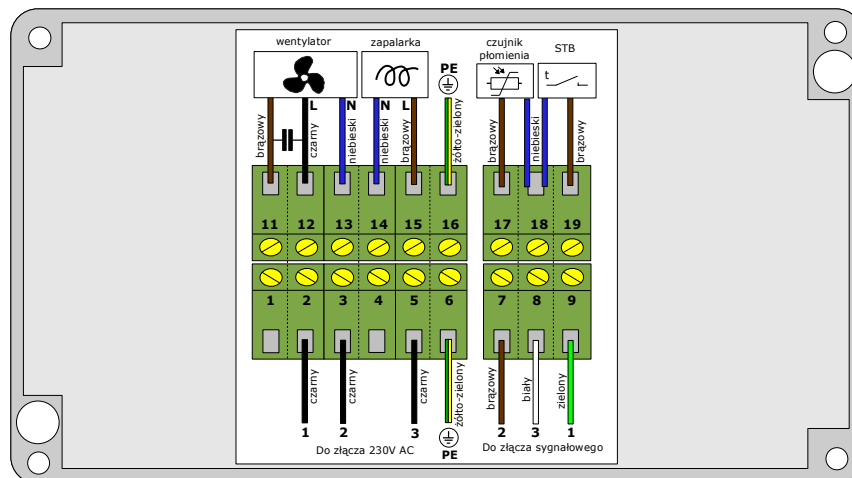 wentylator zapalarka czujnik płomienia STB
PE
t
L N N L
brązowy czarny niebieski niebieski brązowy żółto-zielony brązowy niebieski brązowy
11 12 13 14 15 16 17 18 19
1 2 3 4 5 6 7 8 9
czarny czarny czarny żółto-zielony brązowy biały zielony
1 2 3 2 3 1
Do złącza 230V AC PE Do złącza sygnałowego